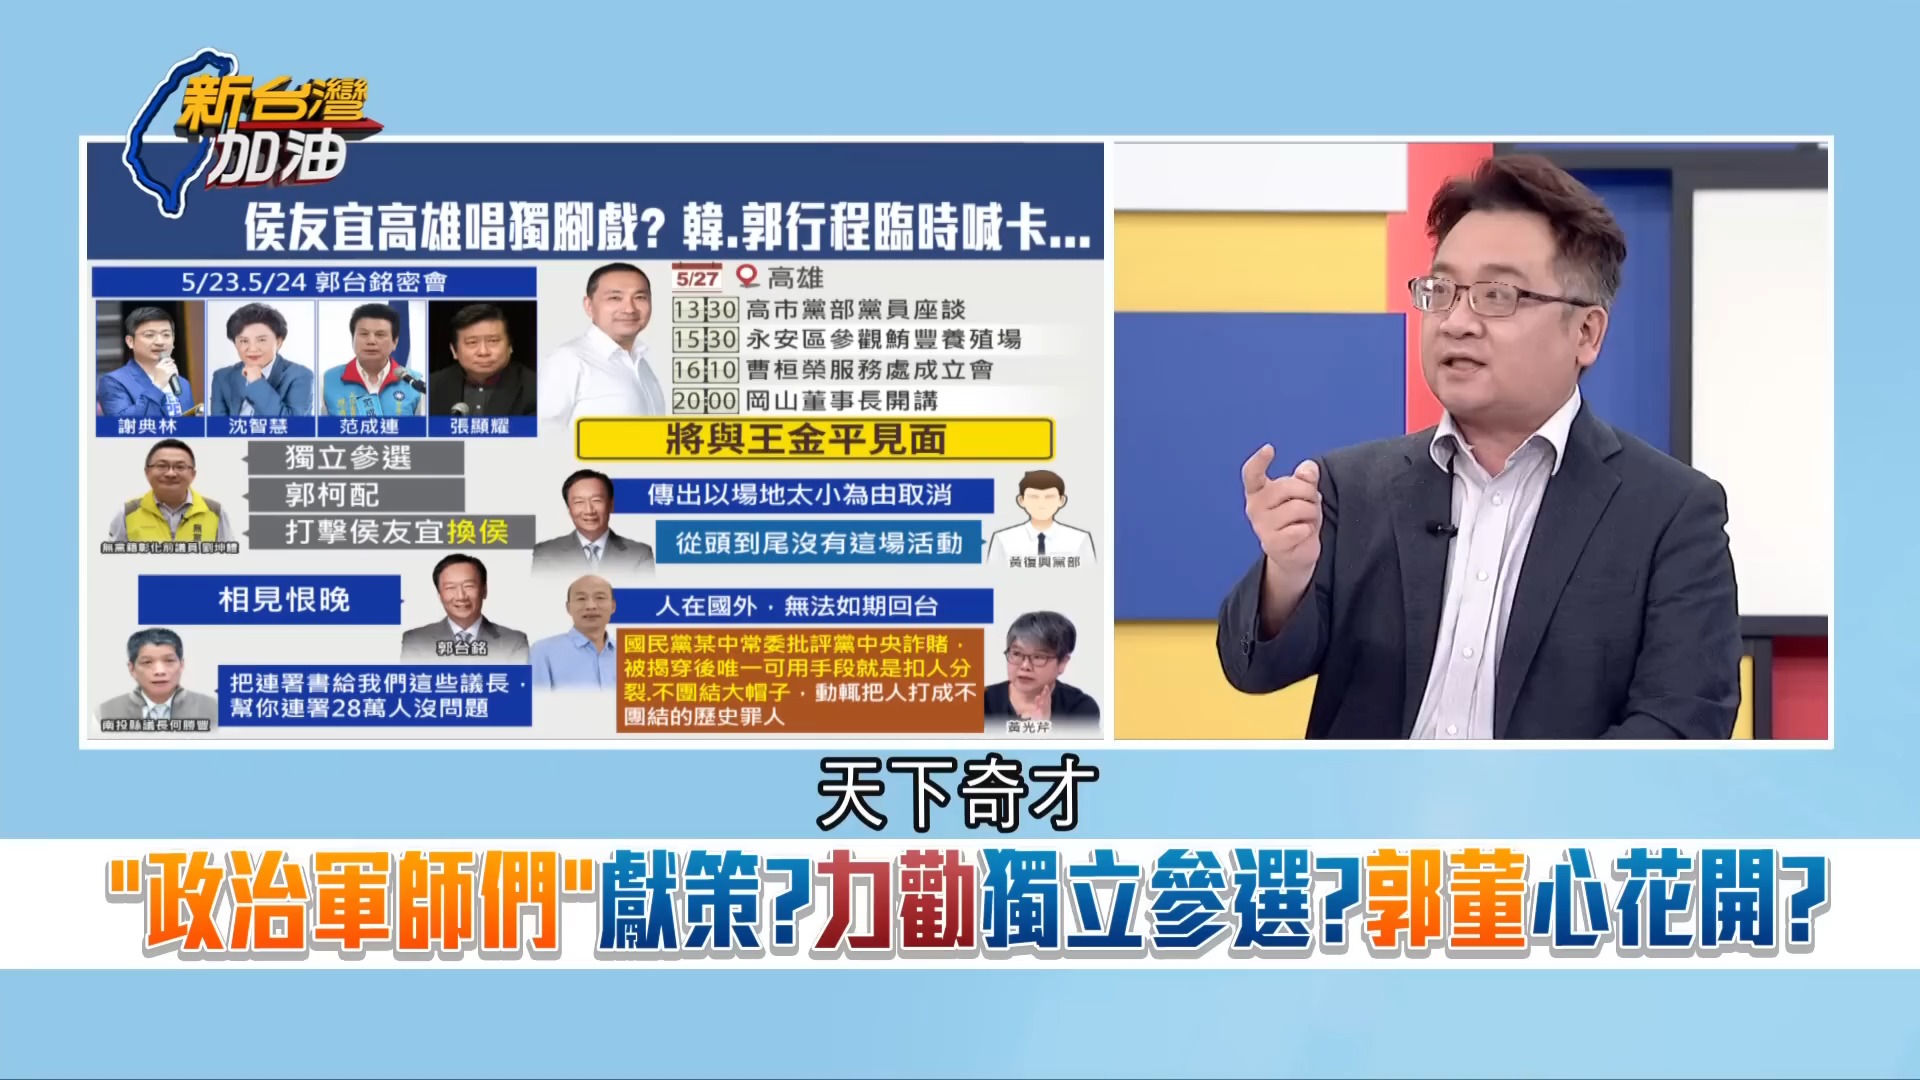 新台灣
加油
侯友宜高雄唱獨腳戲? 韓.郭行程臨時喊卡...
5/23.5/24 郭台銘密會
謝典林
沈智慧
范成連
張顯耀
獨立參選
郭柯配
打擊侯友宜換侯
無黨籍彰化前議員 劉坤鱧
相見恨晚
郭台銘
把連署書給我們這些議長，
幫你連署28萬人沒問題
南投縣議長何勝豐
5/27 高雄
13:30 高市黨部黨員座談
15:30 永安區參觀鮪豐養殖場
16:10 曹桓榮服務處成立會
20:00 岡山董事長開講
將與王金平見面
傳出以場地太小為由取消
從頭到尾沒有這場活動
黃復興黨部
人在國外，無法如期回台
國民黨某中常委批評黨中央詐賭，
被揭穿後唯一可用手段就是扣人分
裂.不團結大帽子，動輒把人打成不
團結的歷史罪人
黃光芹
天下奇才
"政治軍師們"獻策?力勸獨立參選?郭董心花開?